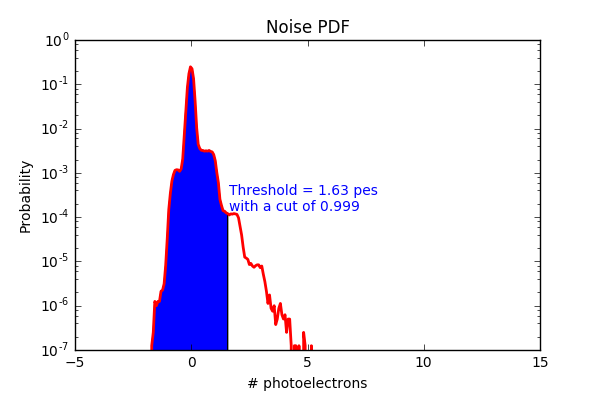 Noise PDF
10^0
10^-1
10^-2
10^-3
10^-4
10^-5
10^-6
10^-7
Probability
Threshold = 1.63 pes
with a cut of 0.999
−5 0 5 10 15
# photoelectrons